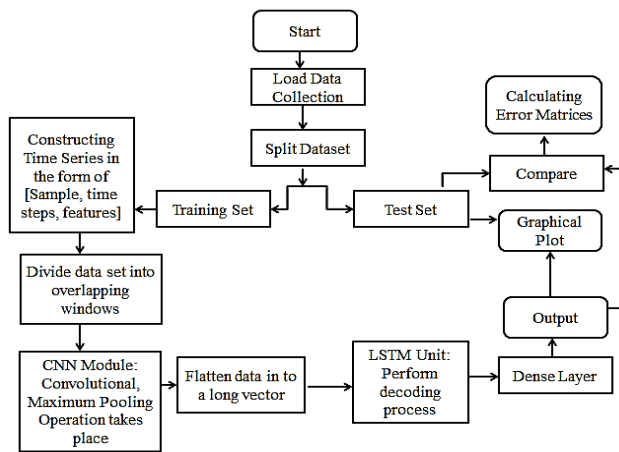 Start
Load Data
Collection
Split Dataset
Training Set
Test Set
Constructing
Time Series in
the form of
[Sample, time
steps, features]
Divide data set into
overlapping
windows
CNN Module:
Convolutional,
Maximum Pooling
Operation takes
place
Flatten data in to
a long vector
LSTM Unit:
Perform
decoding
process
Dense Layer
Output
Graphical
Plot
Compare
Calculating
Error Matrices